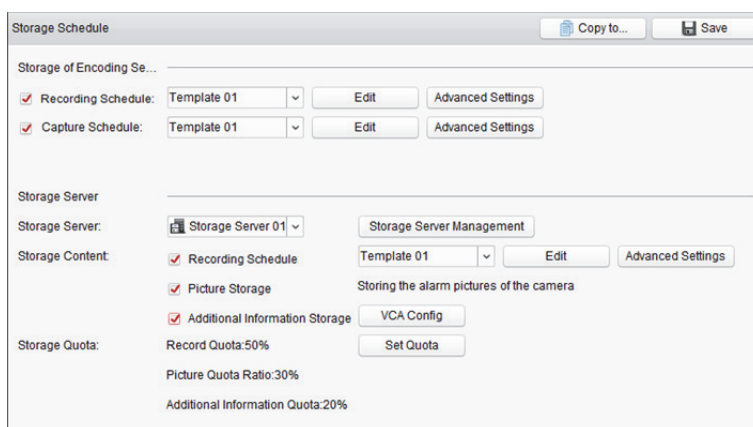 Storage Schedule Copy to... Save
Storage of Encoding Se...
Recording Schedule: Template 01 Edit Advanced Settings
Capture Schedule: Template 01 Edit Advanced Settings
Storage Server
Storage Server: Storage Server 01 Storage Server Management
Storage Content: Recording Schedule Template 01 Edit Advanced Settings
Picture Storage Storing the alarm pictures of the camera
Additional Information Storage VCA Config
Storage Quota: Record Quota:50% Set Quota
Picture Quota Ratio:30%
Additional Information Quota:20%